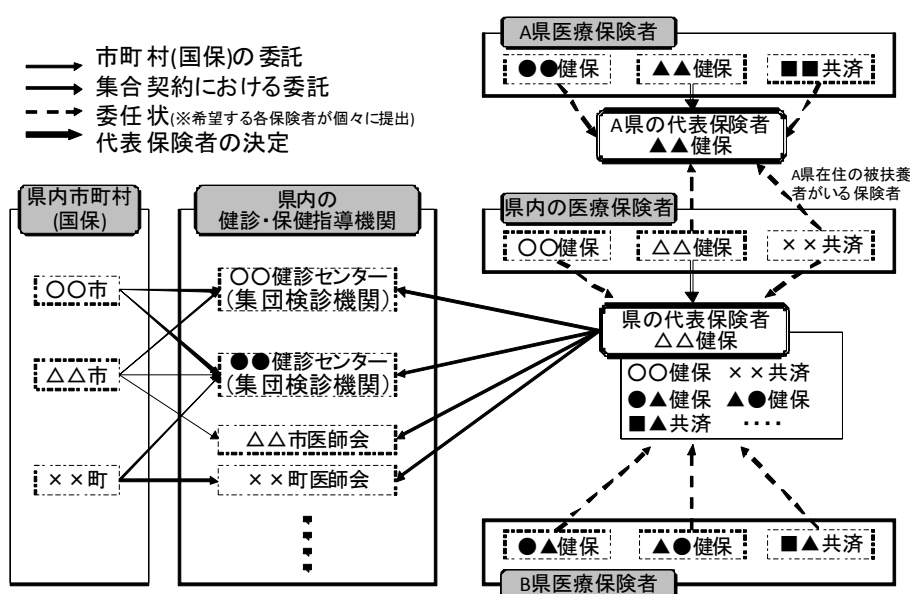 市町村(国保)の委託
集合契約における委託
委任状(※希望する各保険者が個々に提出)
代表保険者の決定
A県医療保険者
●●健保
▲▲健保
■■共済
A県の代表保険者
▲▲健保
A県在住の被扶養
者がいる保険者
県内市町村
(国保)
○○市
△△市
××町
県内の
健診・保健指導機関
○○健診センター
(集団検診機関)
●●健診センター
(集団検診機関)
△△市医師会
××町医師会
県内の医療保険者
○○健保
△△健保
××共済
県の代表保険者
△△健保
○○健保 ××共済
●▲健保 ▲●健保
■▲共済 ····
●▲健保
▲●健保
■▲共済
B県医療保険者